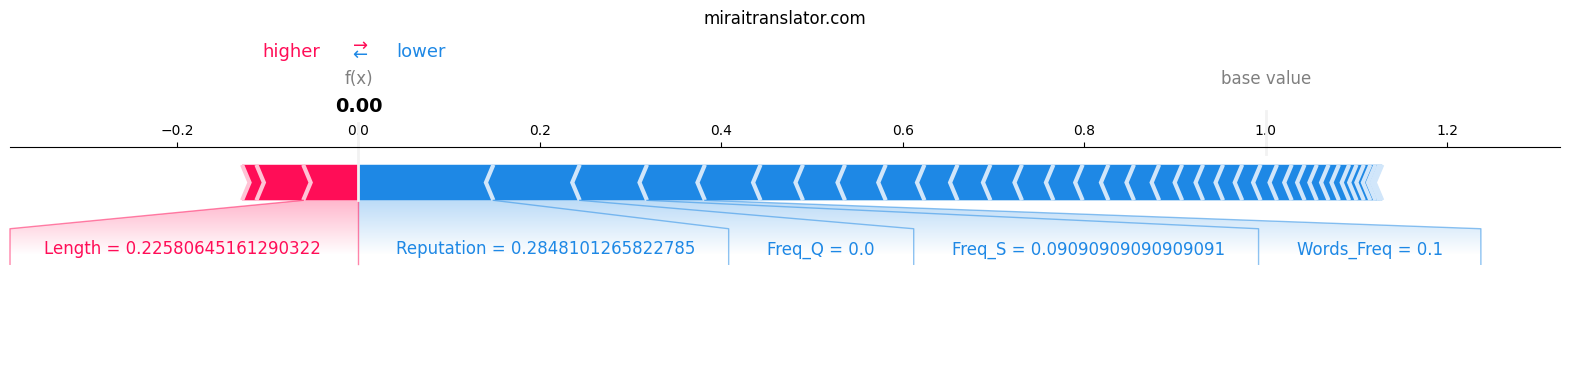 miraitranslator.com
higher ⇄ lower
f(x) base value
0.00
−0.2 0.0 0.2 0.4 0.6 0.8 1.0 1.2
Length = 0.22580645161290322 Reputation = 0.2848101265822785 Freq_Q = 0.0 Freq_S = 0.09090909090909091 Words_Freq = 0.1